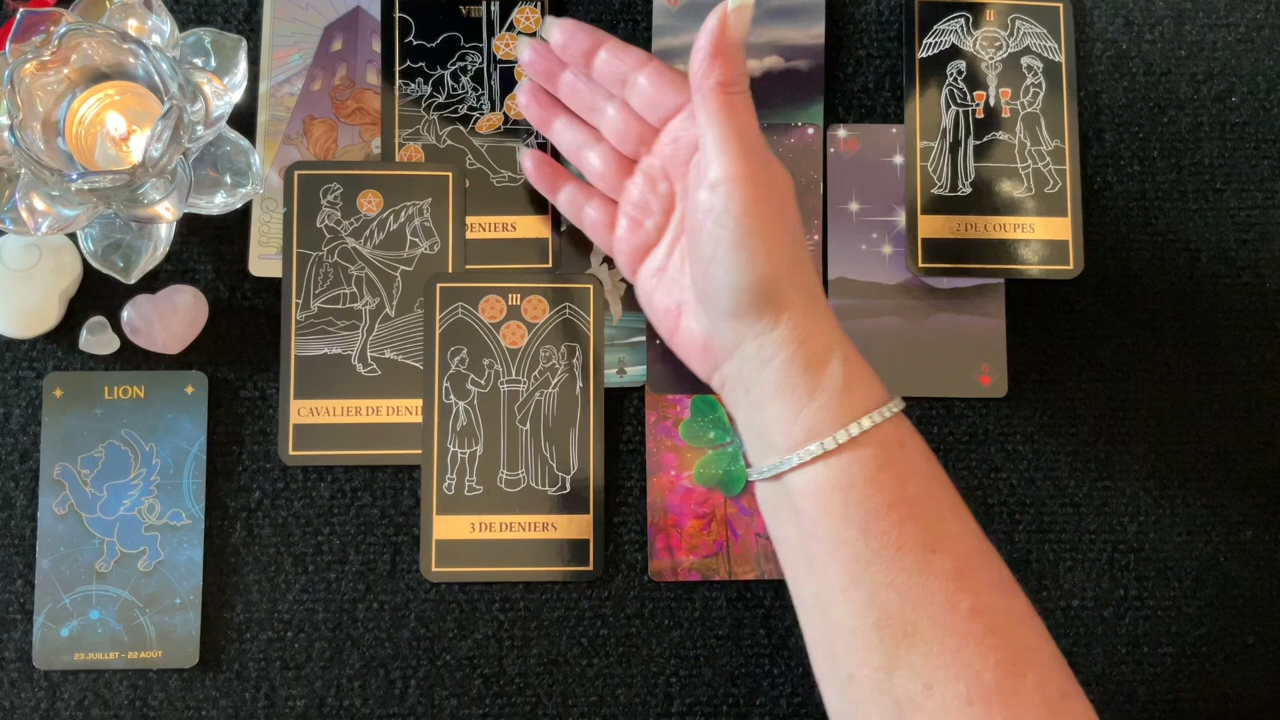 VIII
II
DENIERS
2 DE COUPES
K
III
CAVALIER DE DENI
LION
3 DE DENIERS
23 JUILLET - 22 AOÛT